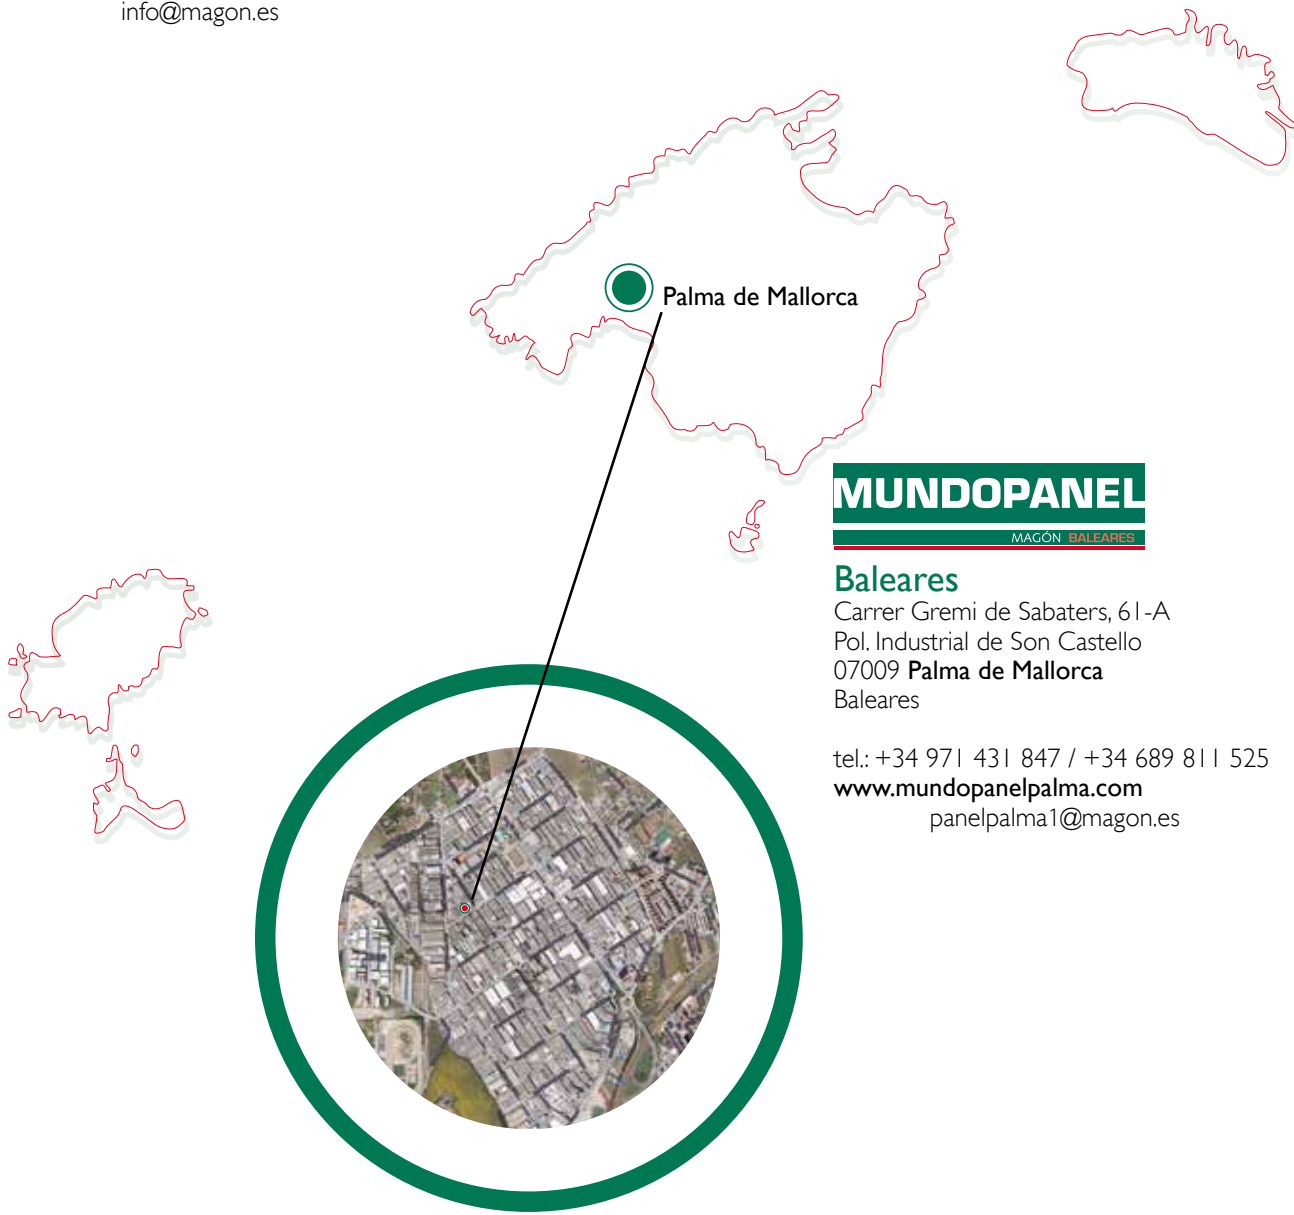 info@magon.es
Palma de Mallorca
MUNDOPANEL
MAGÓN BALEARES
Baleares
Carrer Gremi de Sabaters, 61-A
Pol. Industrial de Son Castello
07009 Palma de Mallorca
Baleares
tel.: +34 971 431 847 / +34 689 811 525
www.mundopanelpalma.com
panelpalma1@magon.es